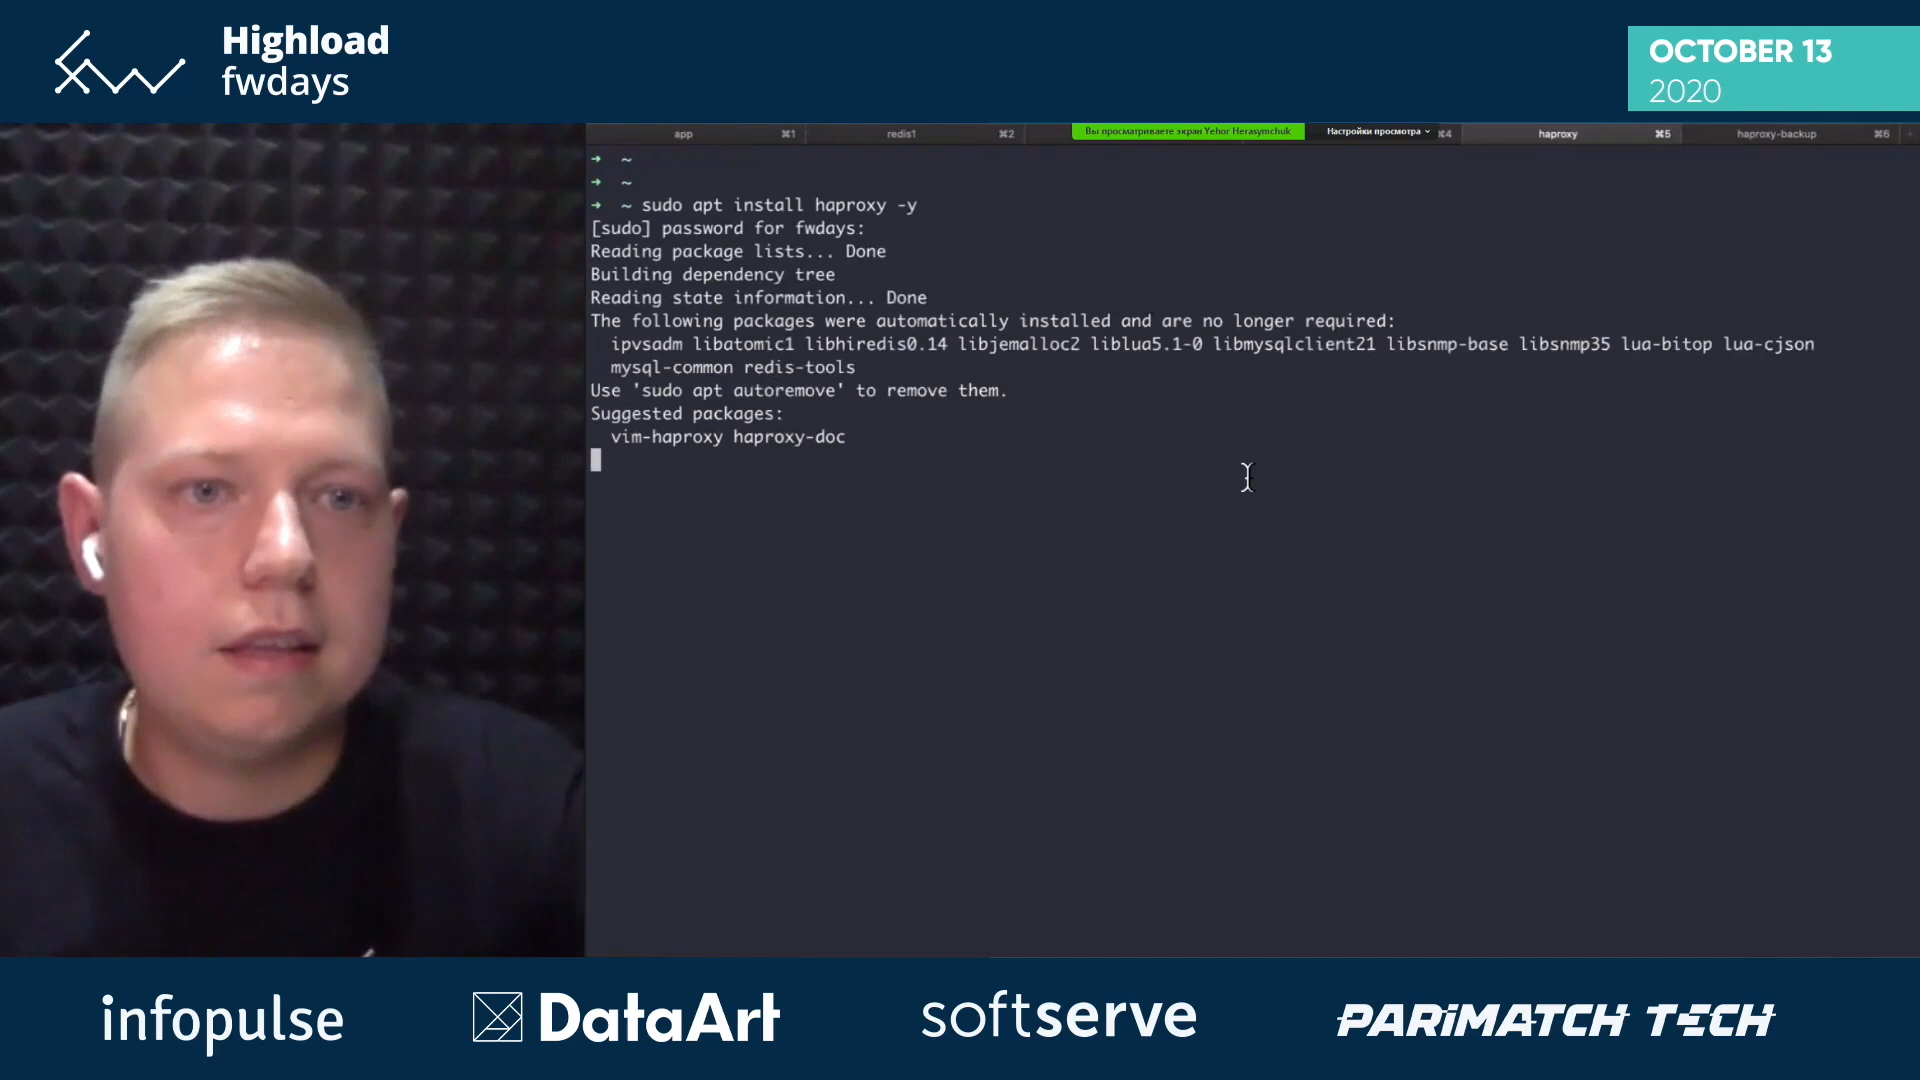 Highload
fwdays
OCTOBER 13
2020
app ⌘1 redis1 ⌘2 Вы просматриваете экран Yehor Herasymchuk Настройки просмотра ⌘4 haproxy ⌘5 haproxy-backup ⌘6
➜ ~
➜ ~
➜ ~ sudo apt install haproxy -y
[sudo] password for fwdays:
Reading package lists... Done
Building dependency tree
Reading state information... Done
The following packages were automatically installed and are no longer required:
ipvsadm libatomic1 libhiredis0.14 libjemalloc2 liblua5.1-0 libmysqlclient21 libsnmp-base libsnmp35 lua-bitop lua-cjson
mysql-common redis-tools
Use 'sudo apt autoremove' to remove them.
Suggested packages:
vim-haproxy haproxy-doc
infopulse DataArt softserve PARIMATCH TECH